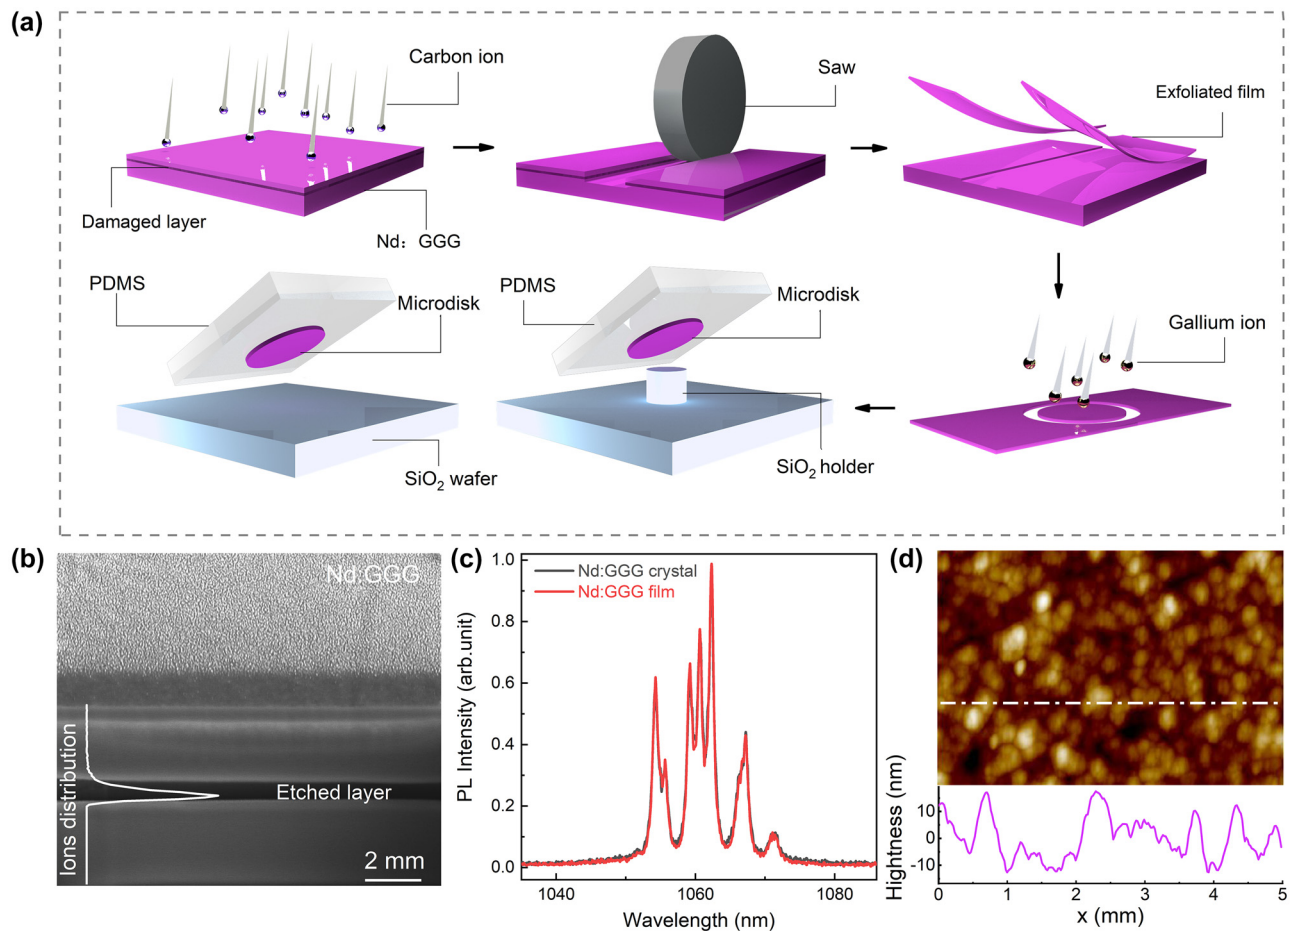 (a)
Carbon ion
Saw
Exfoliated film
Damaged layer
Nd: GGG
PDMS
Microdisk
PDMS
Microdisk
Gallium ion
SiO2 wafer
SiO2 holder
(b)
Nd:GGG
Ions distribution
Etched layer
2 mm
(c)
1.0
0.8
0.6
0.4
0.2
0.0
PL Intensity (arb.unit)
Nd:GGG crystal
Nd:GGG film
1040
1060
1080
Wavelength (nm)
(d)
Hightness (nm)
10
0
-10
0
1
2
3
4
5
x (mm)